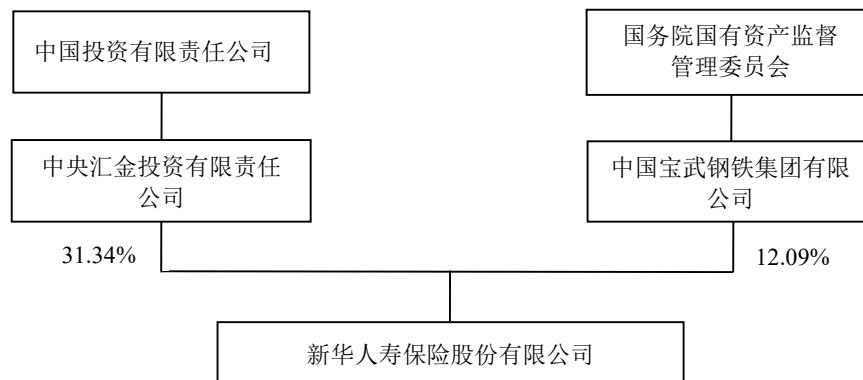 中国投资有限责任公司
国务院国有资产监督
管理委员会
中央汇金投资有限责任
公司
中国宝武钢铁集团有限
公司
31.34%
12.09%
新华人寿保险股份有限公司